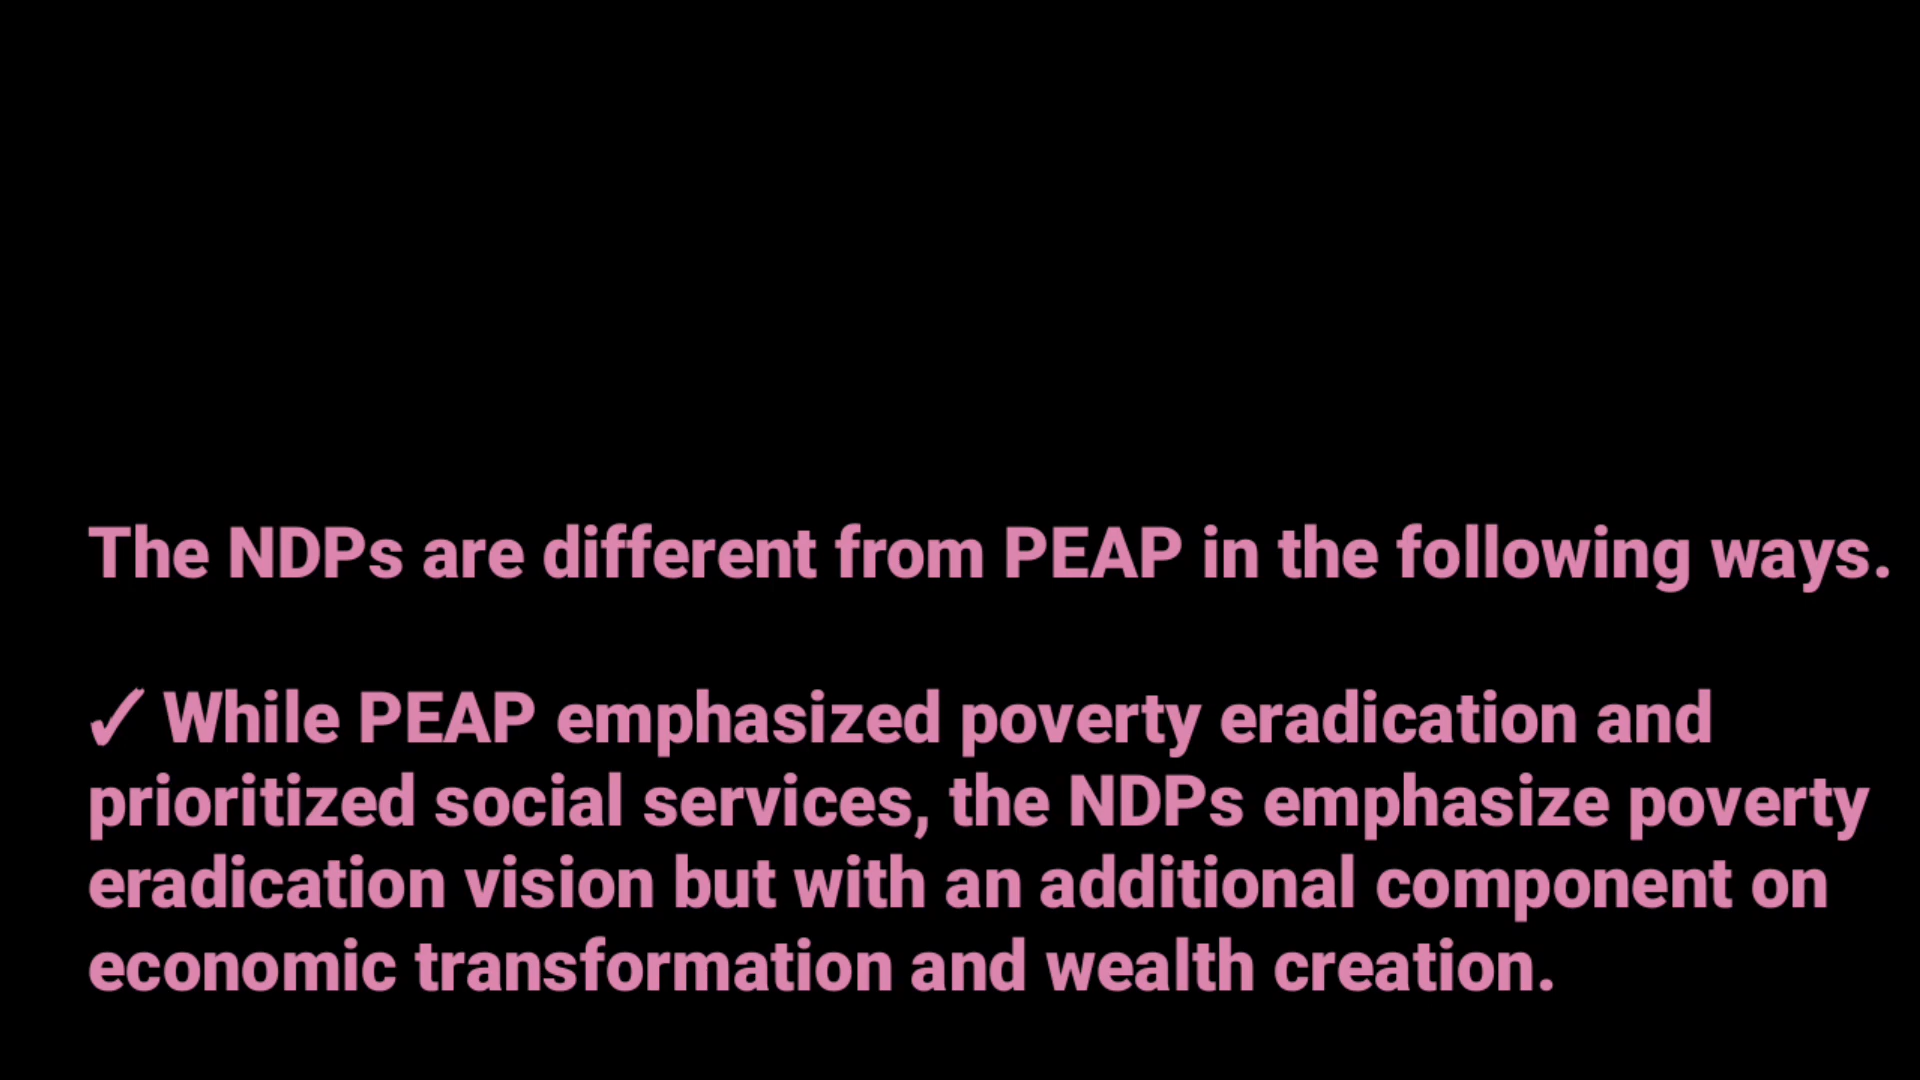 The NDPs are different from PEAP in the following ways.
✓ While PEAP emphasized poverty eradication and
prioritized social services, the NDPs emphasize poverty
eradication vision but with an additional component on
economic transformation and wealth creation.